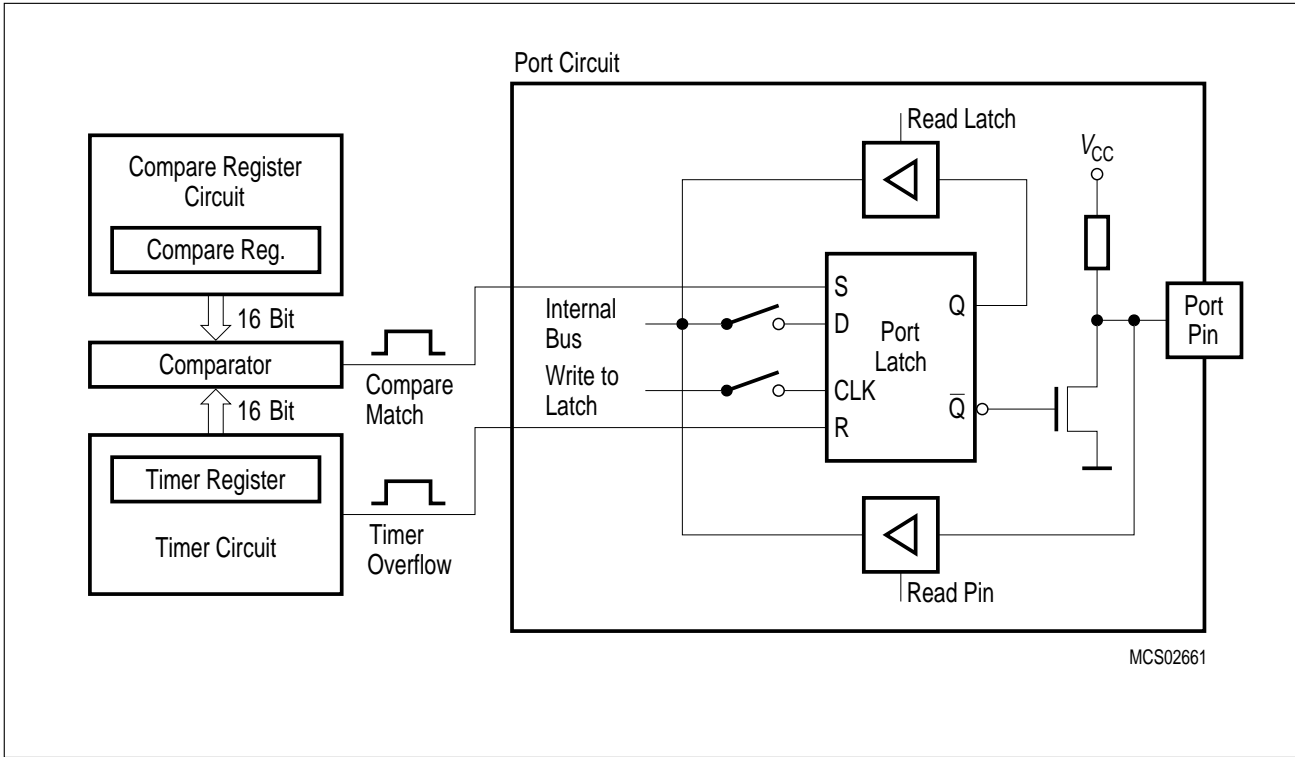 Port Circuit
Compare Register
Circuit
Compare Reg.
16 Bit
Comparator
16 Bit
Timer Register
Timer Circuit
Compare
Match
Timer
Overflow
Read Latch
VCC
Internal
Bus
Write to
Latch
S
D
CLK
R
Port
Latch
Q
Q̅
Port
Pin
Read Pin
MCS02661